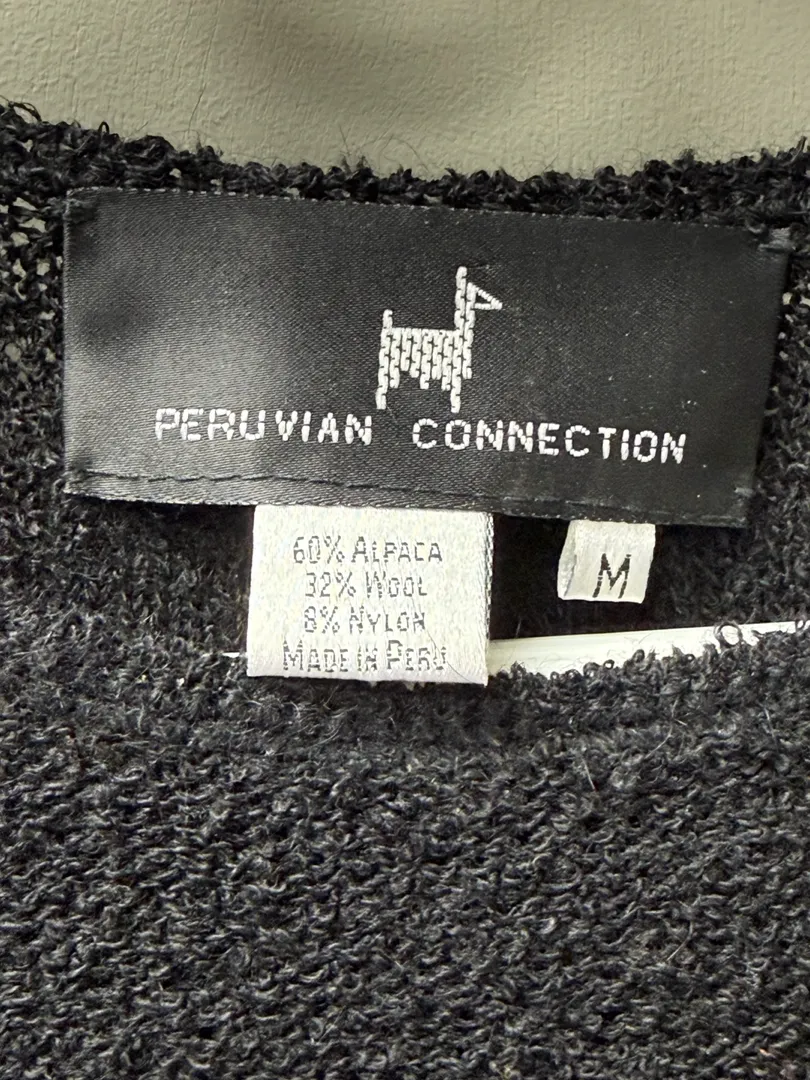 PERUVIAN CONNECTION
60% ALPACA
32% WOOL
8% NYLON
MADE IN PERU
M